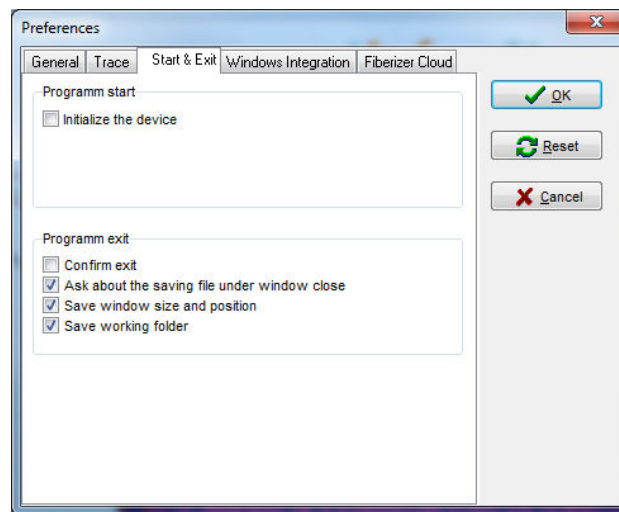 Preferences
General Trace Start & Exit Windows Integration Fiberizer Cloud
Programm start
Initialize the device
OK
Reset
Cancel
Programm exit
Confirm exit
Ask about the saving file under window close
Save window size and position
Save working folder